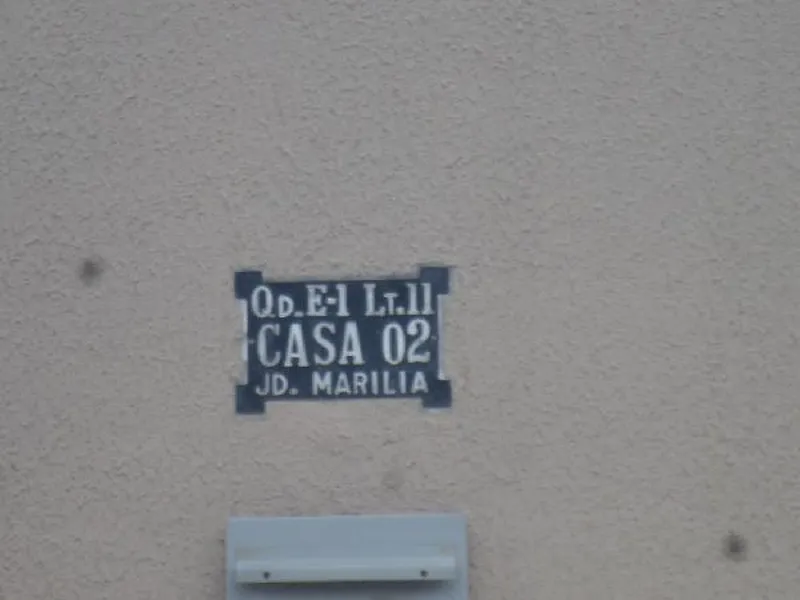 QD. E-1 LT. 11
CASA 02
JD. MARILIA